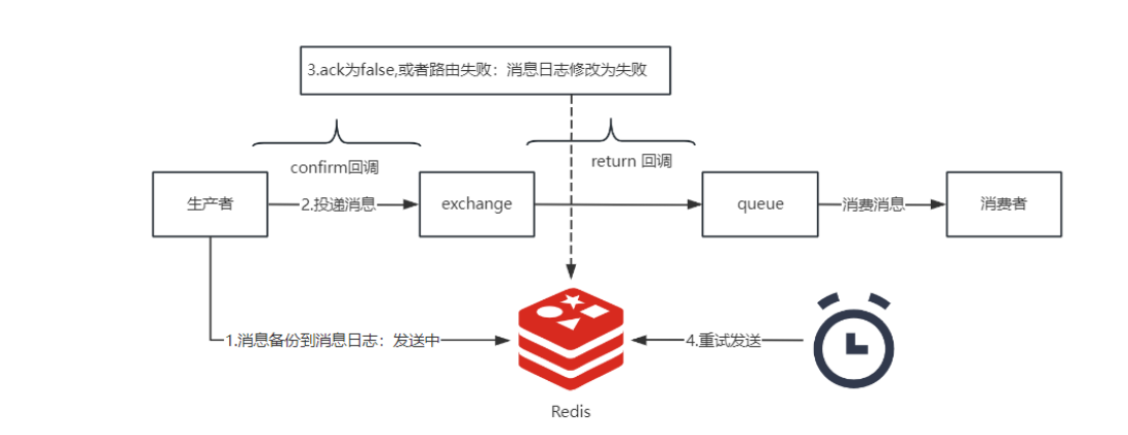 3.ack为false,或者路由失败：消息日志修改为失败
confirm回调
return 回调
生产者
2.投递消息
exchange
queue
消费消息
消费者
1.消息备份到消息日志：发送中
4.重试发送
Redis